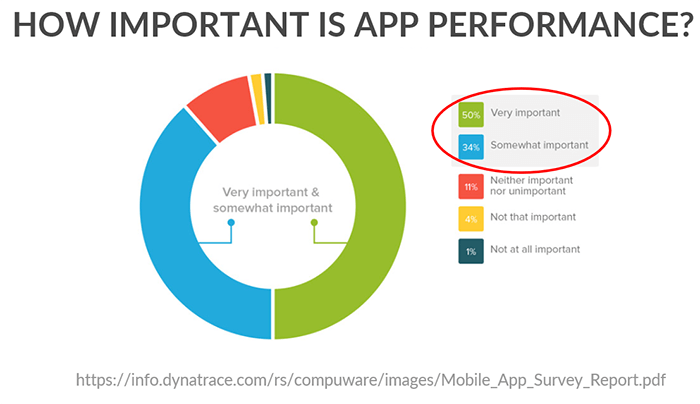 HOW IMPORTANT IS APP PERFORMANCE?
Very important &
somewhat important
50% Very important
34% Somewhat important
11% Neither important
nor unimportant
4% Not that important
1% Not at all important
https://info.dynatrace.com/rs/compuware/images/Mobile_App_Survey_Report.pdf